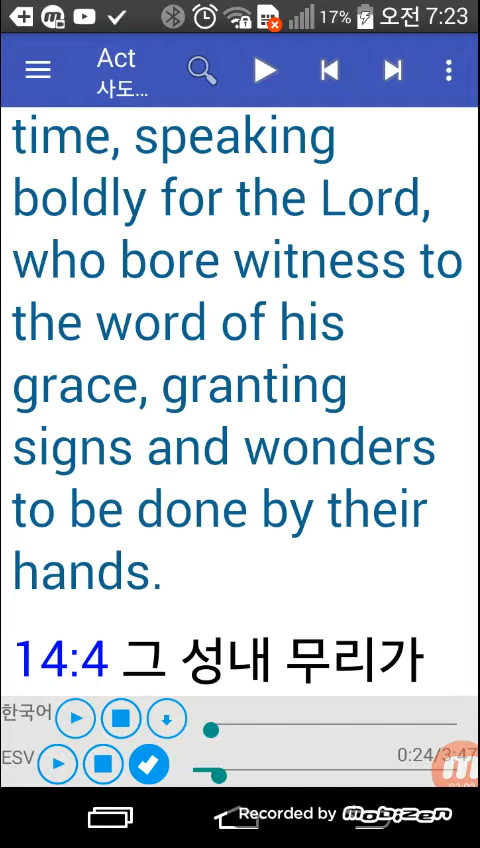 17% 오전 7:23
Act
사도...
time, speaking
boldly for the Lord,
who bore witness to
the word of his
grace, granting
signs and wonders
to be done by their
hands.
14:4 그 성내 무리가
한국어
ESV 0:24/3:47
Recorded by mobizen